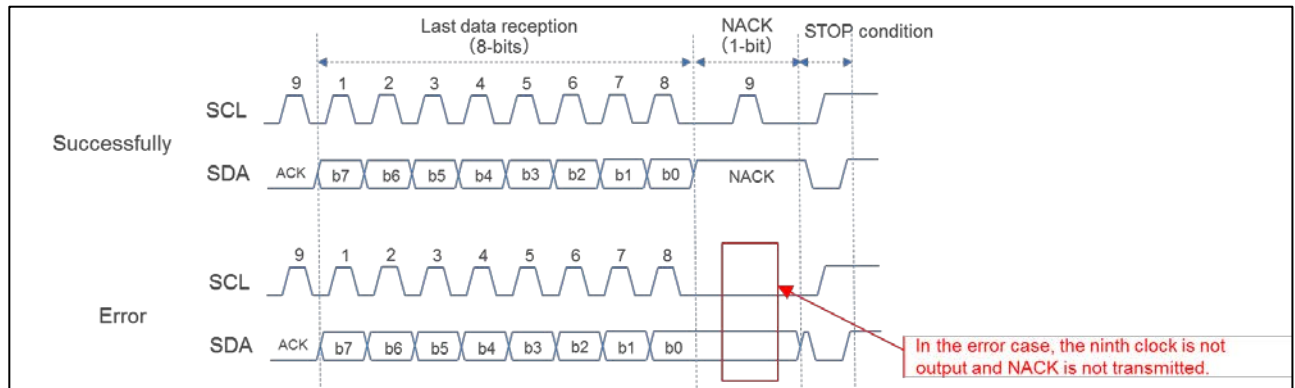 Last data reception NACK STOP condition
(8-bits) (1-bit)
9 1 2 3 4 5 6 7 8 9
SCL
Successfully
SDA ACK b7 b6 b5 b4 b3 b2 b1 b0 NACK
9 1 2 3 4 5 6 7 8
SCL
Error
SDA ACK b7 b6 b5 b4 b3 b2 b1 b0
In the error case, the ninth clock is not
output and NACK is not transmitted.